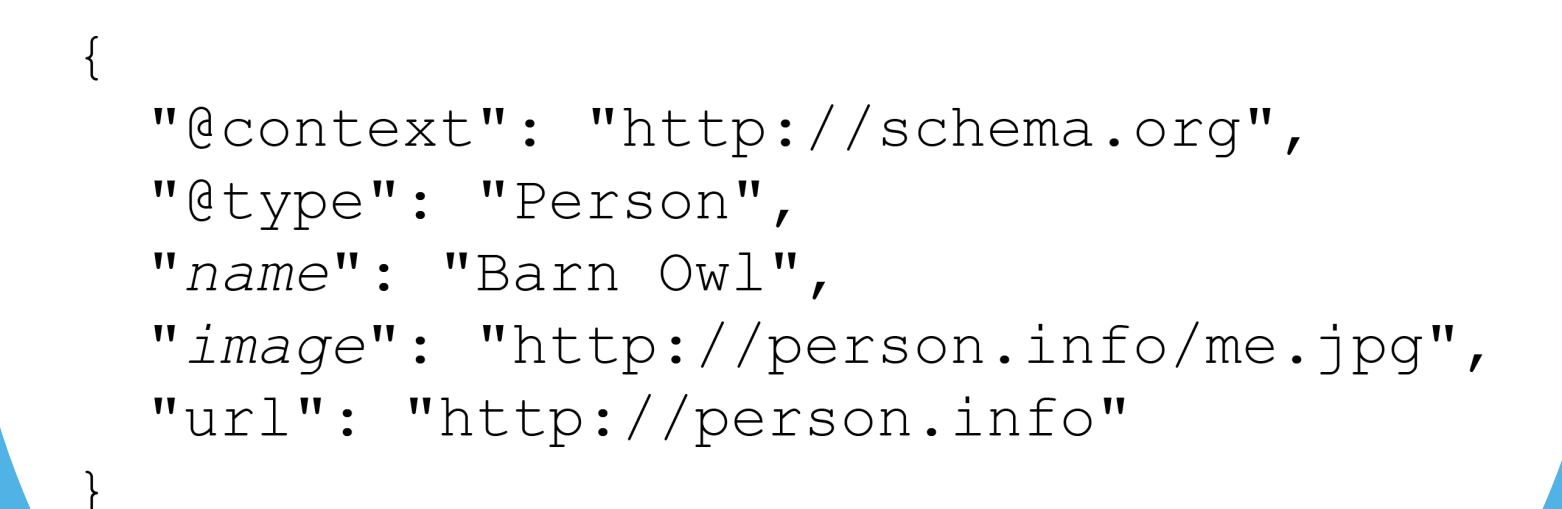 {
"@context": "http://schema.org",
"@type": "Person",
"name": "Barn Owl",
"image": "http://person.info/me.jpg",
"url": "http://person.info"
}